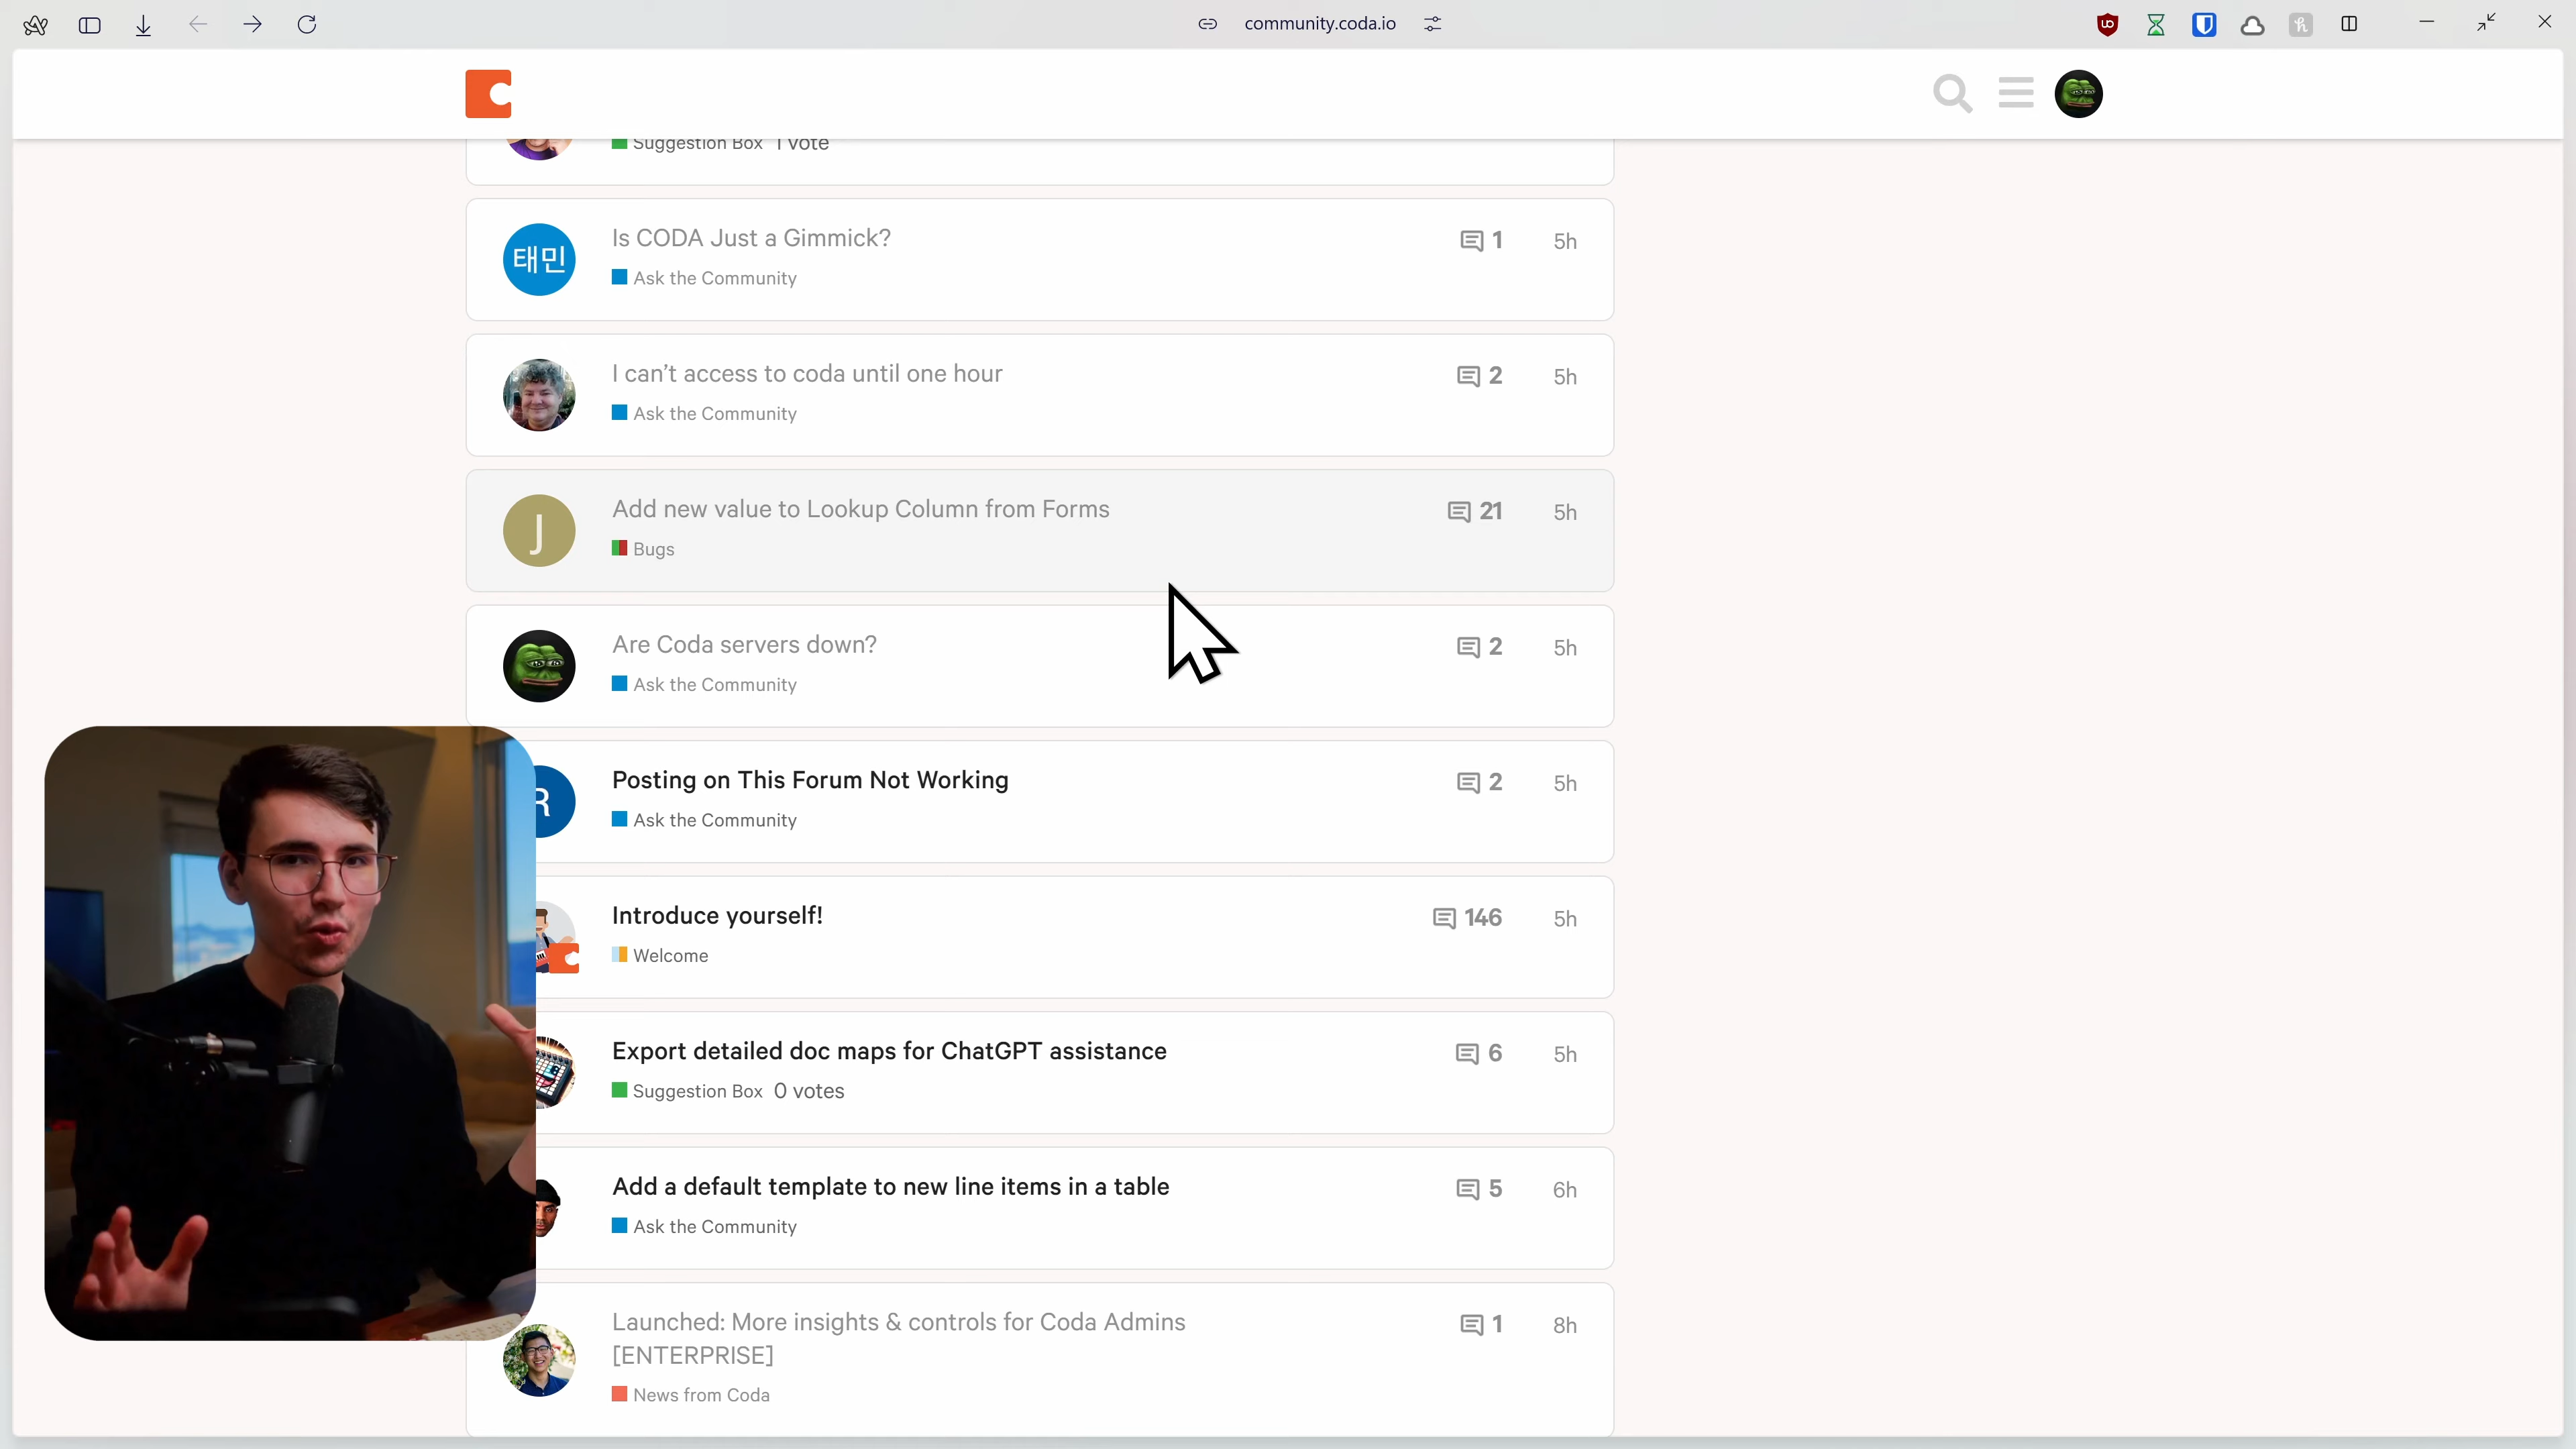 community.coda.io
Suggestion Box 1 vote
태민
Is CODA Just a Gimmick?
1
5h
Ask the Community
I can’t access to coda until one hour
2
5h
Ask the Community
J
Add new value to Lookup Column from Forms
21
5h
Bugs
Are Coda servers down?
2
5h
Ask the Community
R
Posting on This Forum Not Working
2
5h
Ask the Community
Introduce yourself!
146
5h
Welcome
Export detailed doc maps for ChatGPT assistance
6
5h
Suggestion Box 0 votes
Add a default template to new line items in a table
5
6h
Ask the Community
Launched: More insights & controls for Coda Admins
[ENTERPRISE]
1
8h
News from Coda